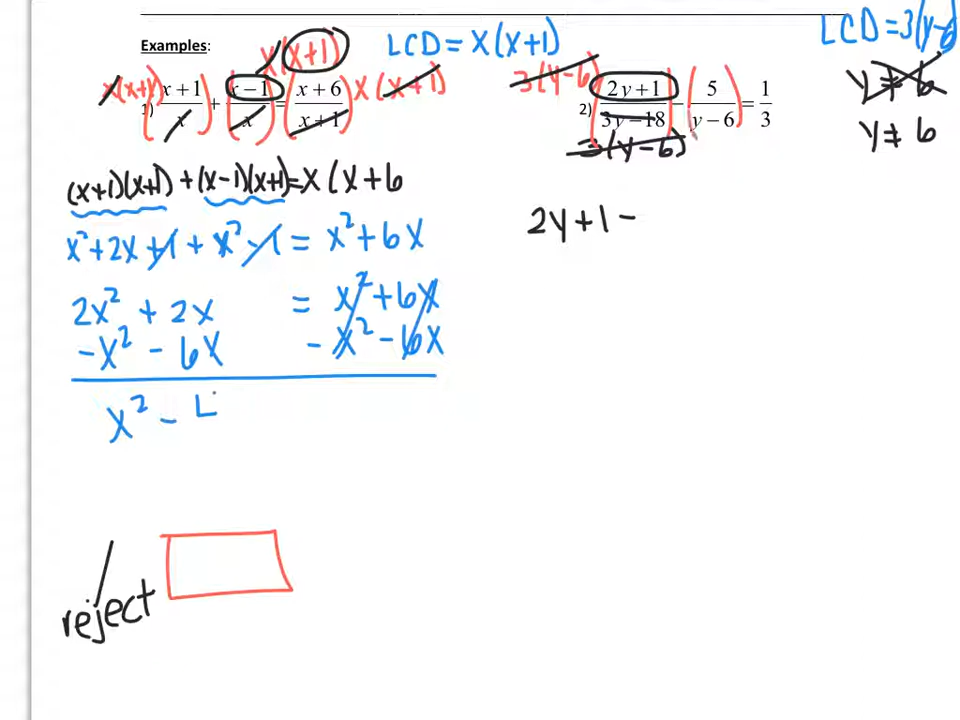 Examples:
x(x+1) LCD = x(x+1) LCD = 3(y-6)
1) x(x+1) (x+1)/x + (x-1)/x = (x+6)/(x+1) x(x+1)
2) 3(y-6) (2y+1)/(3y-18) - 5/(y-6) = 1/3
3(y-6)
y ≠ 6
y ≠ 6
(x+1)(x+1) + (x-1)(x+1) = x(x+6
x²+2x+1 + x²-1 = x²+6x
2x² + 2x = x²+6x
-x² - 6x - x² - 6x
x² - 4
reject
2y+1 -